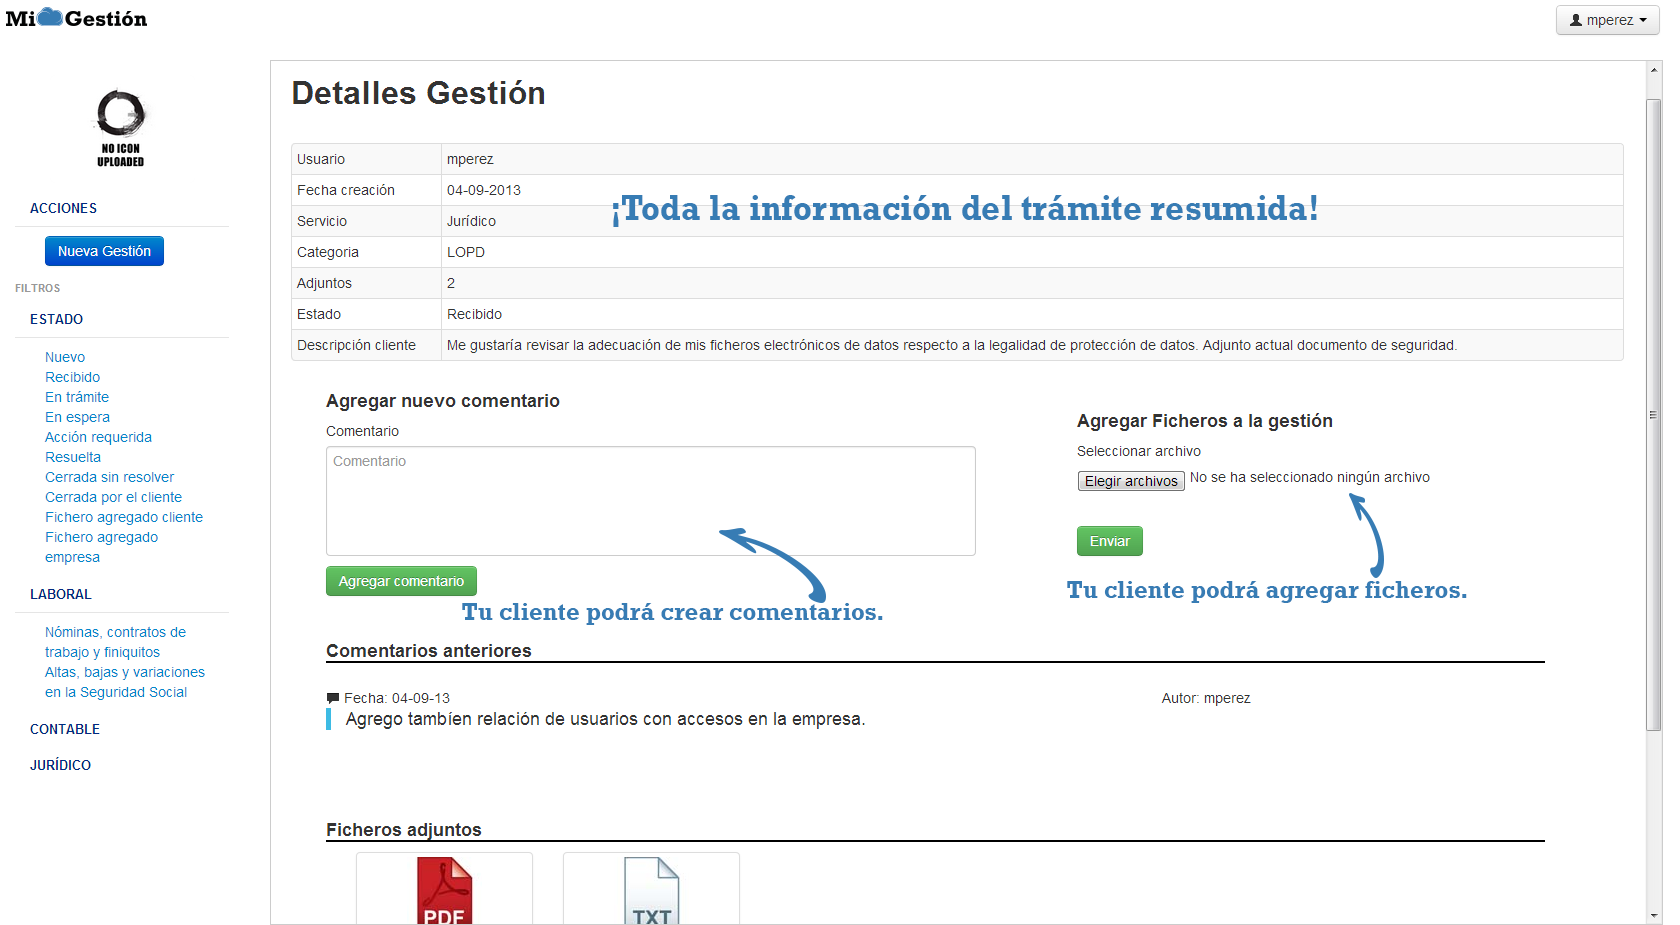 Mi Gestión
mperez
NO ICON
UPLOADED
ACCIONES
Nueva Gestión
FILTROS
ESTADO
Nuevo
Recibido
En trámite
En espera
Acción requerida
Resuelta
Cerrada sin resolver
Cerrada por el cliente
Fichero agregado cliente
Fichero agregado
empresa
LABORAL
Nóminas, contratos de
trabajo y finiquitos
Altas, bajas y variaciones
en la Seguridad Social
CONTABLE
JURÍDICO
Detalles Gestión
Usuario mperez
Fecha creación 04-09-2013
¡Toda la información del trámite resumida!
Servicio Jurídico
Categoria LOPD
Adjuntos 2
Estado Recibido
Descripción cliente Me gustaría revisar la adecuación de mis ficheros electrónicos de datos respecto a la legalidad de protección de datos. Adjunto actual documento de seguridad.
Agregar nuevo comentario
Comentario
Comentario
Agregar comentario
Tu cliente podrá crear comentarios.
Agregar Ficheros a la gestión
Seleccionar archivo
Elegir archivos No se ha seleccionado ningún archivo
Enviar
Tu cliente podrá agregar ficheros.
Comentarios anteriores
Fecha: 04-09-13 Autor: mperez
Agrego tambíen relación de usuarios con accesos en la empresa.
Ficheros adjuntos
PDF
TXT